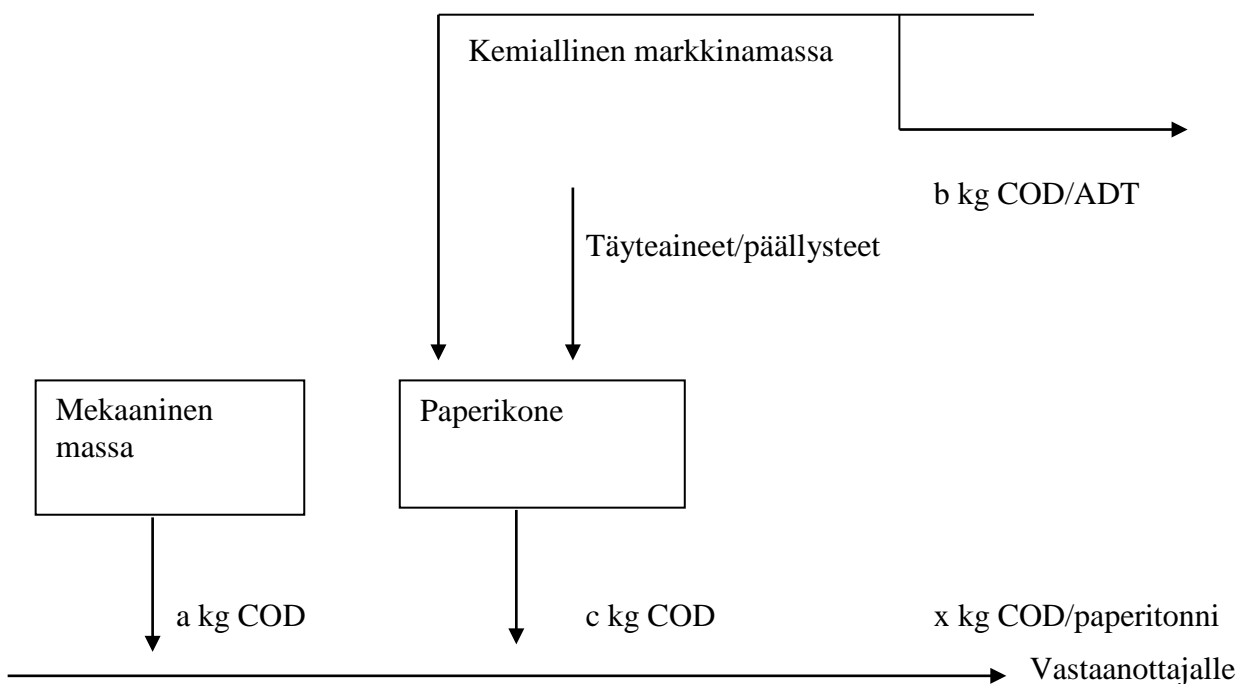 Kemiallinen markkinamassa
b kg COD/ADT
Täyteaineet/päällysteet
Mekaaninen
massa
Paperikone
a kg COD
c kg COD
x kg COD/paperitonni
Vastaanottajalle